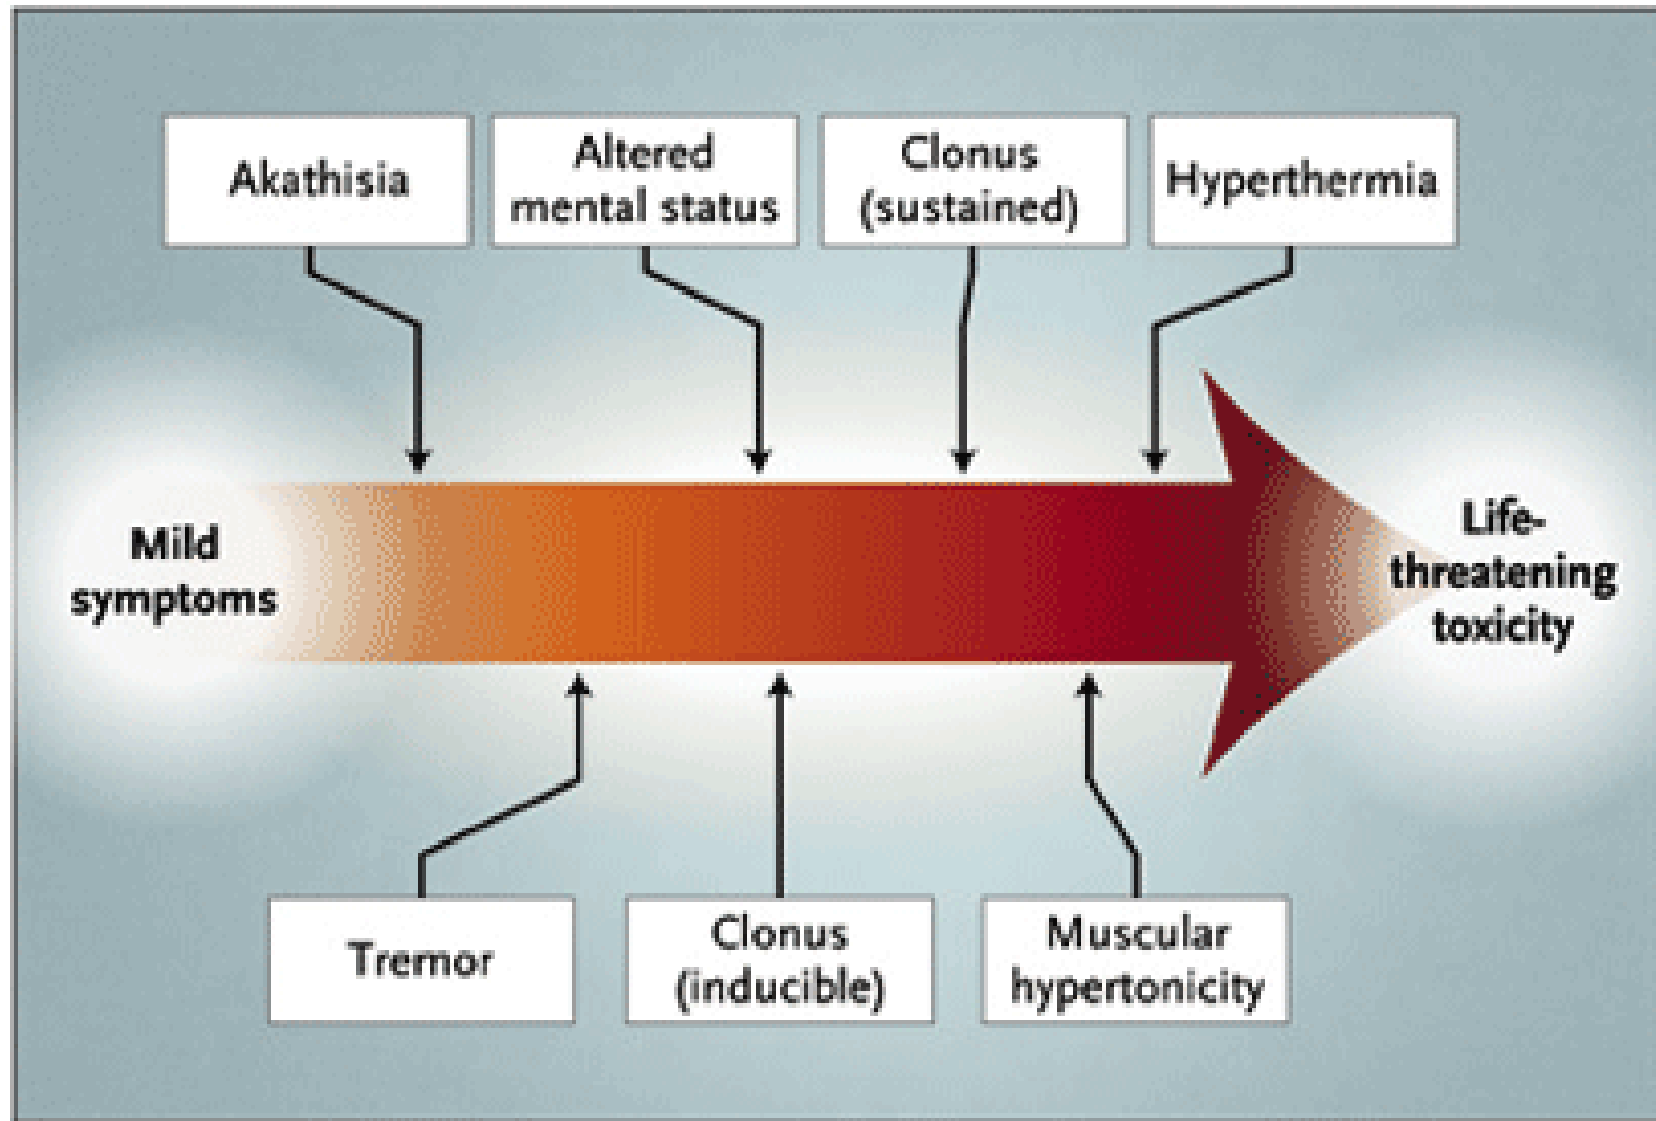 Akathisia
Altered
mental status
Clonus
(sustained)
Hyperthermia
Mild
symptoms
Life-
threatening
toxicity
Tremor
Clonus
(inducible)
Muscular
hypertonicity